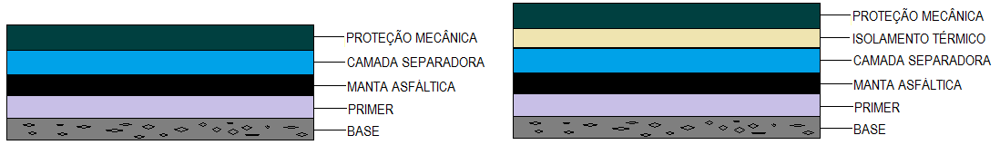 PROTEÇÃO MECÂNICA
CAMADA SEPARADORA
MANTA ASFÁLTICA
PRIMER
BASE
PROTEÇÃO MECÂNICA
ISOLAMENTO TÉRMICO
CAMADA SEPARADORA
MANTA ASFÁLTICA
PRIMER
BASE